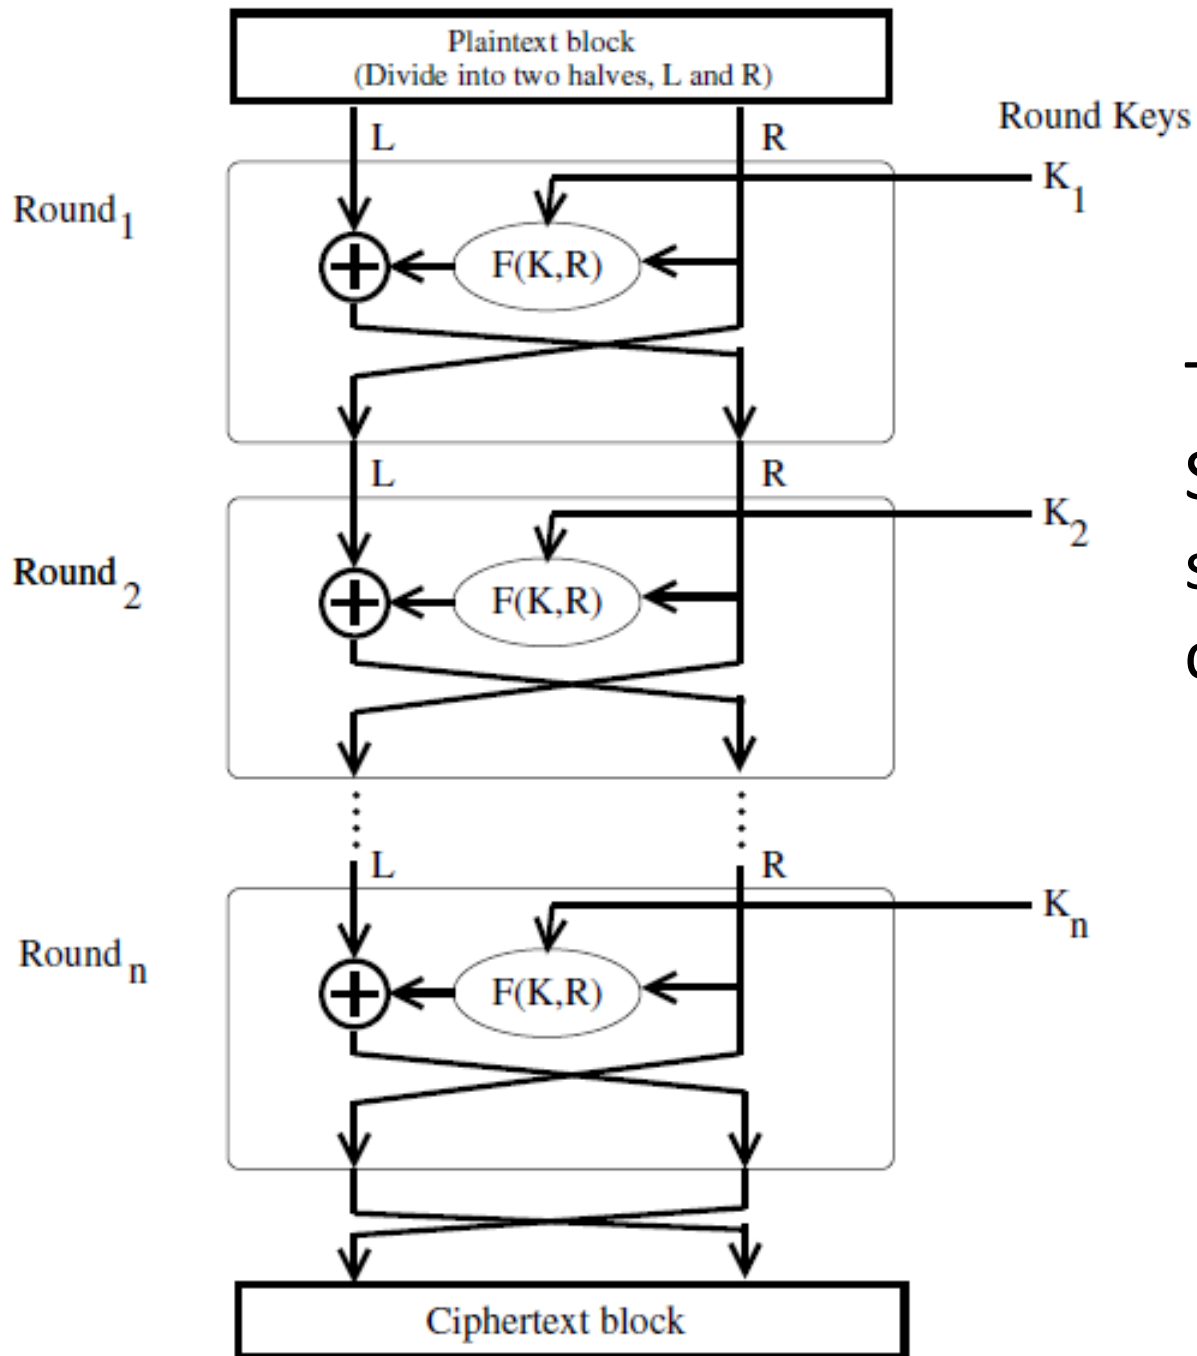 Plaintext block
(Divide into two halves, L and R)
Round Keys
L
R
K1
Round1
F(K,R)
L
R
K2
Round2
F(K,R)
L
R
Kn
Roundn
F(K,R)
Ciphertext block